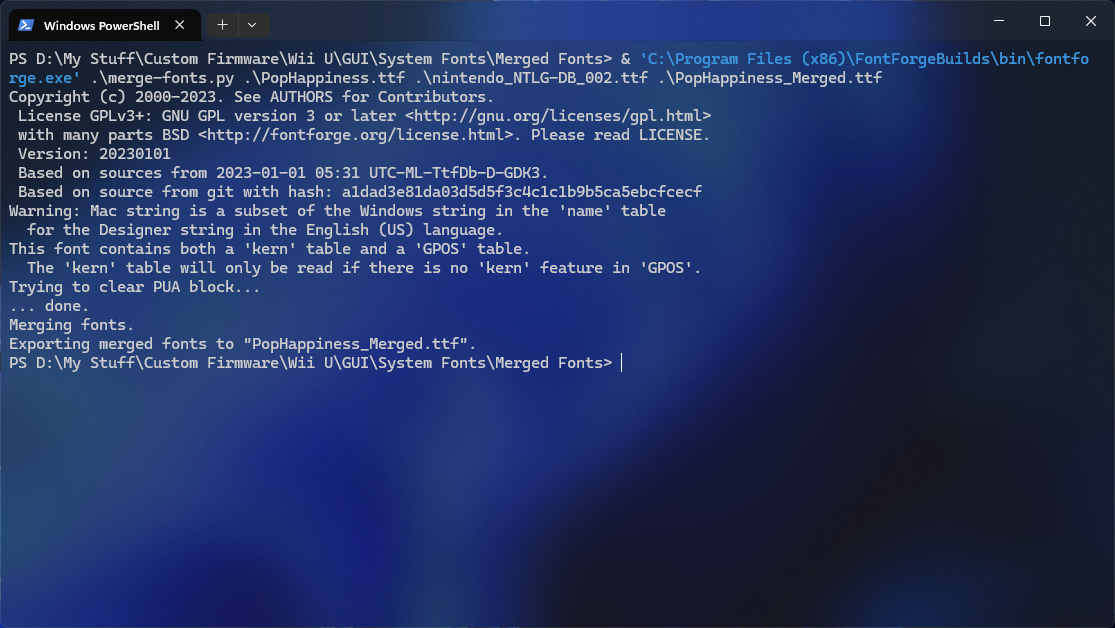 Windows PowerShell
PS D:\My Stuff\Custom Firmware\Wii U\GUI\System Fonts\Merged Fonts> & 'C:\Program Files (x86)\FontForgeBuilds\bin\fontfo
rge.exe' .\merge-fonts.py .\PopHappiness.ttf .\nintendo_NTLG-DB_002.ttf .\PopHappiness_Merged.ttf
Copyright (c) 2000-2023. See AUTHORS for Contributors.
 License GPLv3+: GNU GPL version 3 or later <http://gnu.org/licenses/gpl.html>
 with many parts BSD <http://fontforge.org/license.html>. Please read LICENSE.
 Version: 20230101
 Based on sources from 2023-01-01 05:31 UTC-ML-TtfDb-D-GDK3.
 Based on source from git with hash: a1dad3e81da03d5d5f3c4c1c1b9b5ca5ebcfcecf
Warning: Mac string is a subset of the Windows string in the 'name' table
  for the Designer string in the English (US) language.
This font contains both a 'kern' table and a 'GPOS' table.
  The 'kern' table will only be read if there is no 'kern' feature in 'GPOS'.
Trying to clear PUA block...
... done.
Merging fonts.
Exporting merged fonts to "PopHappiness_Merged.ttf".
PS D:\My Stuff\Custom Firmware\Wii U\GUI\System Fonts\Merged Fonts>